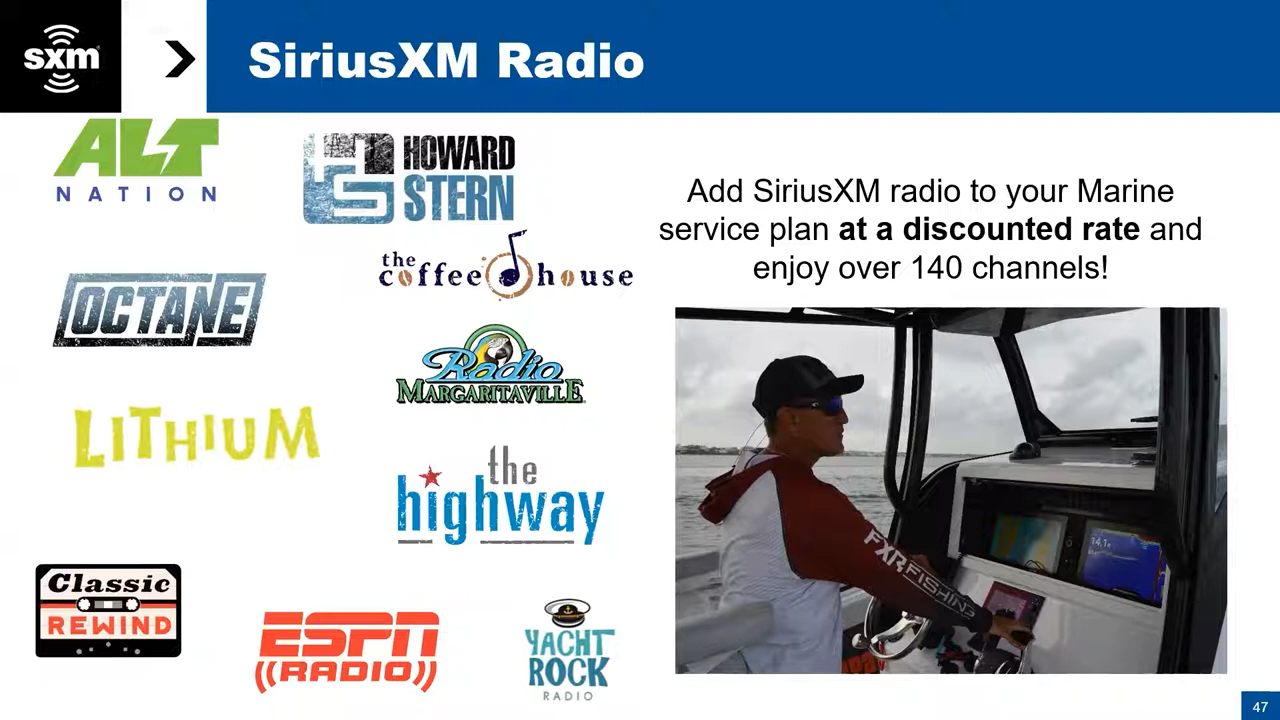 sxm
SiriusXM Radio
ALT
NATION
HOWARD
STERN
the
coffee house
OCTANE
Radio
MARGARITAVILLE
LITHIUM
the
highway
Classic
REWIND
ESPN
RADIO
YACHT
ROCK
RADIO
Add SiriusXM radio to your Marine
service plan at a discounted rate and
enjoy over 140 channels!
FXR FISHING
14.1
47